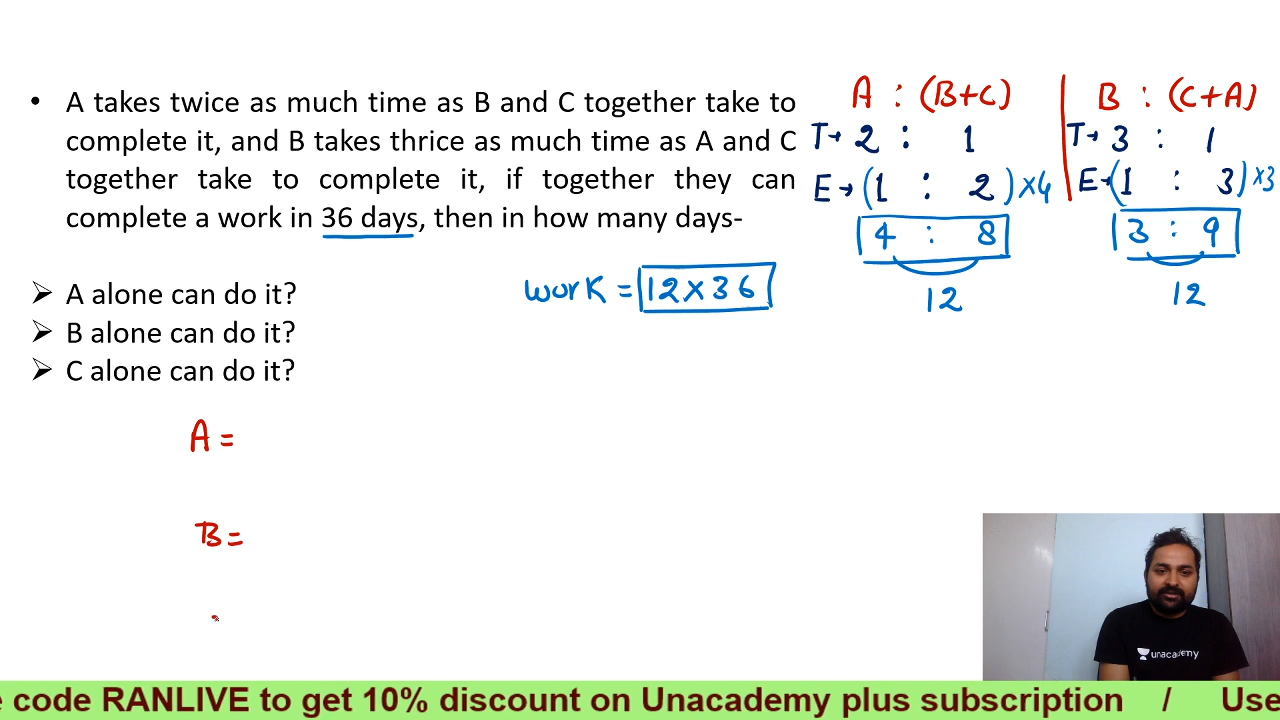 • A takes twice as much time as B and C together take to
complete it, and B takes thrice as much time as A and C
together take to complete it, if together they can
complete a work in 36 days, then in how many days-
➢ A alone can do it?
➢ B alone can do it?
➢ C alone can do it?
A : (B+C)
T→ 2 : 1
E→ (1 : 2) ×4
4 : 8
12
B : (C+A)
T→ 3 : 1
E→ (1 : 3) ×3
3 : 9
12
work = 12×36
A =
B =
unacademy
e code RANLIVE to get 10% discount on Unacademy plus subscription / Use